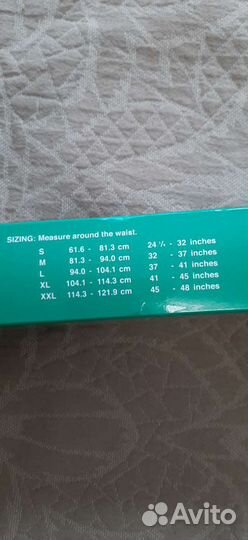 SIZING: Measure around the waist.
S 61.6 - 81.3 cm 24 ¼ - 32 inches
M 81.3 - 94.0 cm 32 - 37 inches
L 94.0 - 104.1 cm 37 - 41 inches
XL 104.1 - 114.3 cm 41 - 45 inches
XXL 114.3 - 121.9 cm 45 - 48 inches
Avito